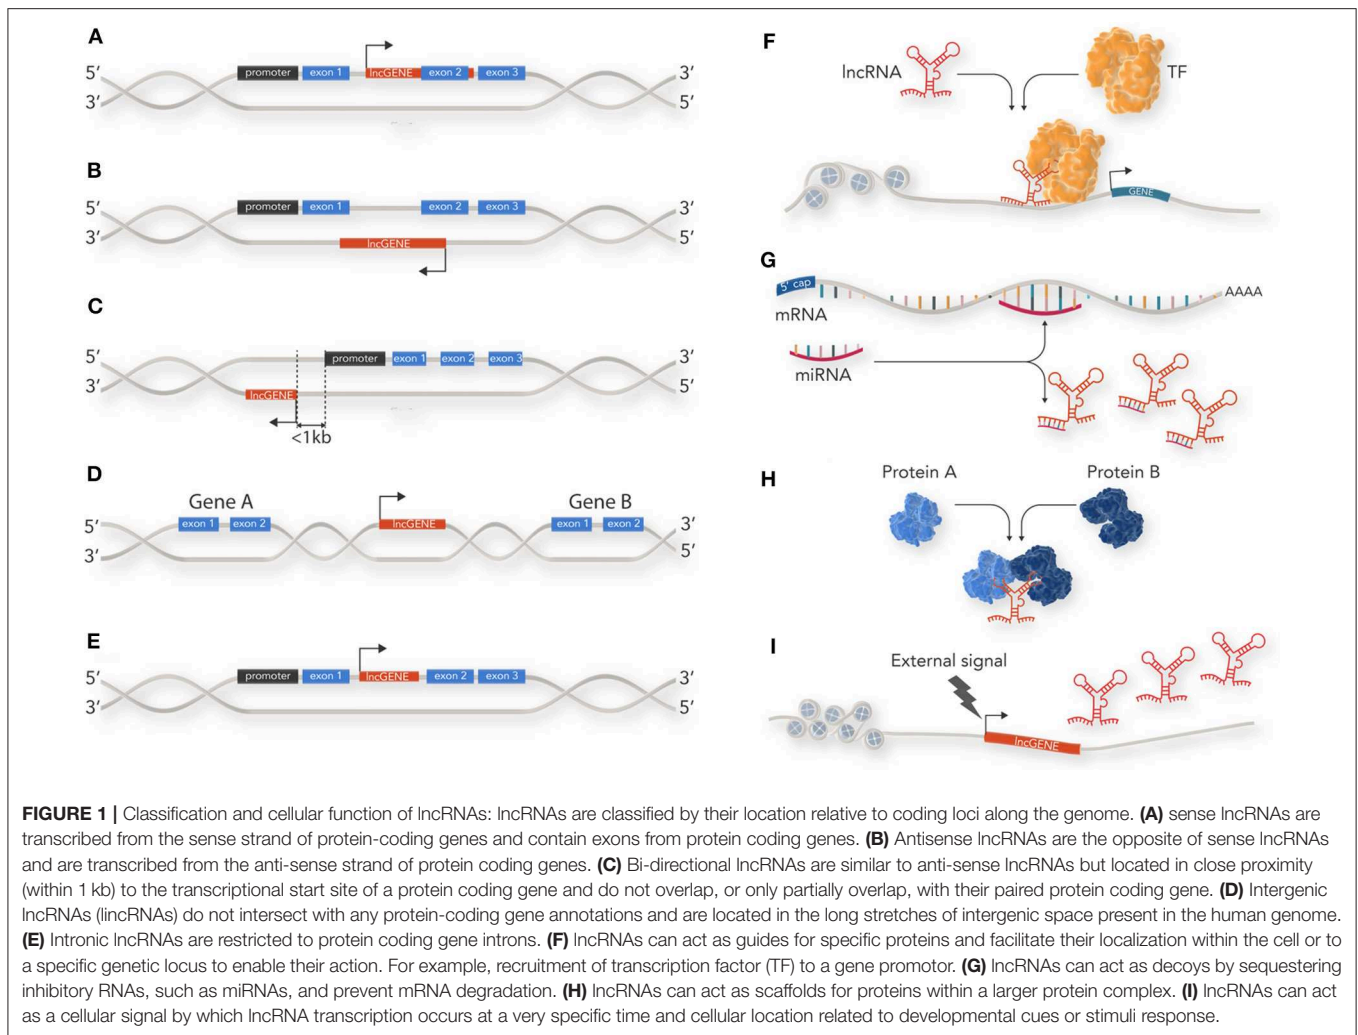 A
5′ promoter exon 1 lncGENE exon 2 exon 3 3′
3′ 5′
B
5′ promoter exon 1 exon 2 exon 3 3′
3′ lncGENE 5′
C
5′ promoter exon 1 exon 2 exon 3 3′
3′ lncGENE 5′
<1kb
D
Gene A Gene B
5′ exon 1 exon 2 lncGENE exon 1 exon 2 3′
3′ 5′
E
5′ promoter exon 1 lncGENE exon 2 exon 3 3′
3′ 5′
F
lncRNA TF
GENE
G
5′ cap AAAA
mRNA
miRNA
H
Protein A Protein B
I
External signal
lncGENE
FIGURE 1 | Classification and cellular function of lncRNAs: lncRNAs are classified by their location relative to coding loci along the genome. (A) sense lncRNAs are
transcribed from the sense strand of protein-coding genes and contain exons from protein coding genes. (B) Antisense lncRNAs are the opposite of sense lncRNAs
and are transcribed from the anti-sense strand of protein coding genes. (C) Bi-directional lncRNAs are similar to anti-sense lncRNAs but located in close proximity
(within 1 kb) to the transcriptional start site of a protein coding gene and do not overlap, or only partially overlap, with their paired protein coding gene. (D) Intergenic
lncRNAs (lincRNAs) do not intersect with any protein-coding gene annotations and are located in the long stretches of intergenic space present in the human genome.
(E) Intronic lncRNAs are restricted to protein coding gene introns. (F) lncRNAs can act as guides for specific proteins and facilitate their localization within the cell or to
a specific genetic locus to enable their action. For example, recruitment of transcription factor (TF) to a gene promotor. (G) lncRNAs can act as decoys by sequestering
inhibitory RNAs, such as miRNAs, and prevent mRNA degradation. (H) lncRNAs can act as scaffolds for proteins within a larger protein complex. (I) lncRNAs can act
as a cellular signal by which lncRNA transcription occurs at a very specific time and cellular location related to developmental cues or stimuli response.